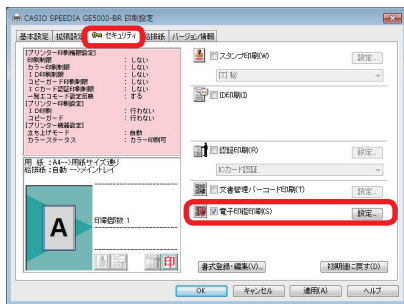 CASIO SPEEDIA GE5000-BR 印刷設定
基本設定 拡張設定 セキュリティ 給排紙 バージョン情報
[プリンター印刷権限設定]
印刷制限 : しない
カラー印刷制限 : しない
ID印刷制限 : しない
コピーガード印刷制限 : しない
ICカード認証印刷制限 : しない
一発エコモード設定反映 : する
[プリンター印刷設定]
ID印刷 : 行わない
コピーガード : 行わない
[プリンター機器設定]
立ち上げモード : 自動
カラーステータス : カラー印刷可
用 紙 :A4-->用紙サイズ通り
給排紙:自動 -->メイントレイ
A
印刷個数 1
印
スタンプ印刷(W) 設定...
ID印刷(I)
認証印刷(R) 設定...
ICカード認証
文書管理バーコード印刷(T) 設定...
電子印鑑印刷(S) 設定...
書式登録・編集(V)... 初期値に戻す(O)
OK キャンセル 適用(A) ヘルプ